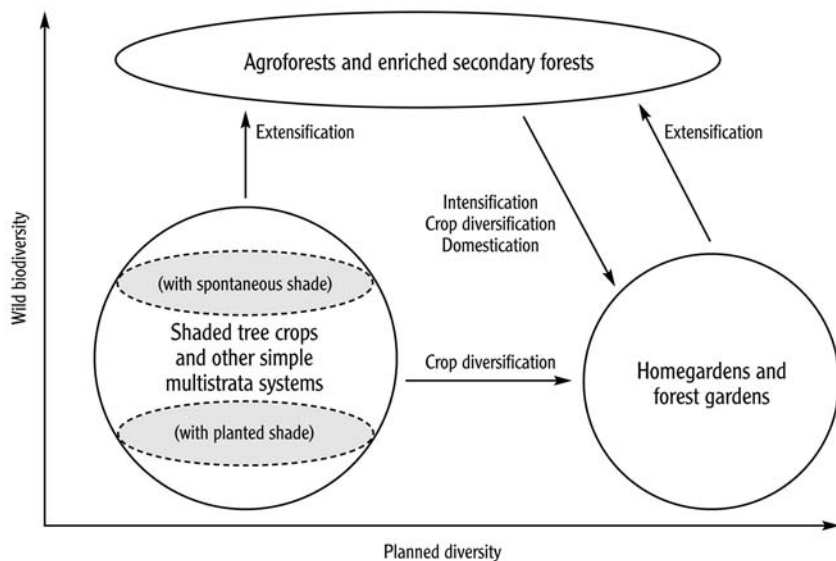 Agroforests and enriched secondary forests
Extensification
Extensification
Intensification
Crop diversification
Domestication
Wild biodiversity
(with spontaneous shade)
Shaded tree crops
and other simple
multistrata systems
(with planted shade)
Crop diversification
Homegardens and
forest gardens
Planned diversity